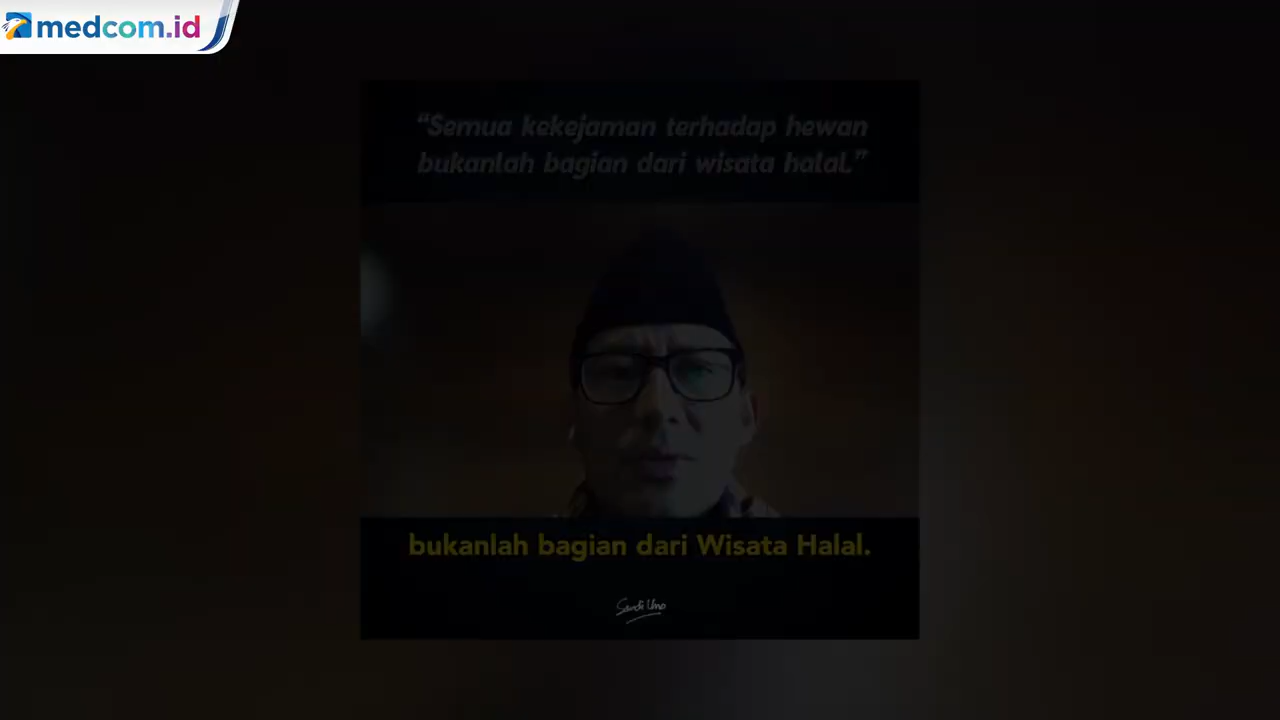 medcom.id
“Semua kekejaman terhadap hewan
bukanlah bagian dari wisata halal.”
bukanlah bagian dari Wisata Halal.
Sandi Uno